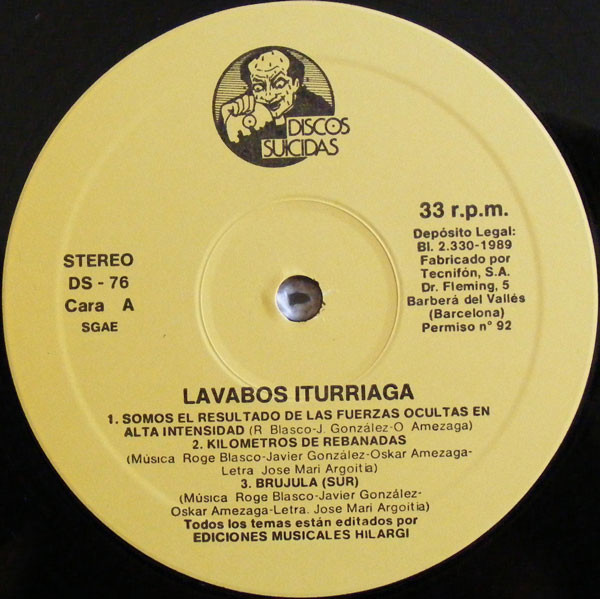 DISCOS
SUICIDAS
STEREO
DS - 76
Cara A
SGAE
33 r.p.m.
Depósito Legal:
BI. 2.330-1989
Fabricado por
Tecnifón, S.A.
Dr. Fleming, 5
Barberá del Vallés
(Barcelona)
Permiso n° 92
LAVABOS ITURRIAGA
1. SOMOS EL RESULTADO DE LAS FUERZAS OCULTAS EN
ALTA INTENSIDAD (R Blasco-J. González-O Amezaga)
2. KILOMETROS DE REBANADAS
(Música Roge Blasco-Javier González-Oskar Amezaga-
Letra Jose Mari Argoitia)
3. BRUJULA (SUR)
(Música Roge Blasco-Javier González-
Oskar Amezaga-Letra. Jose Mari Argoitia)
Todos los temas están editados por
EDICIONES MUSICALES HILARGI